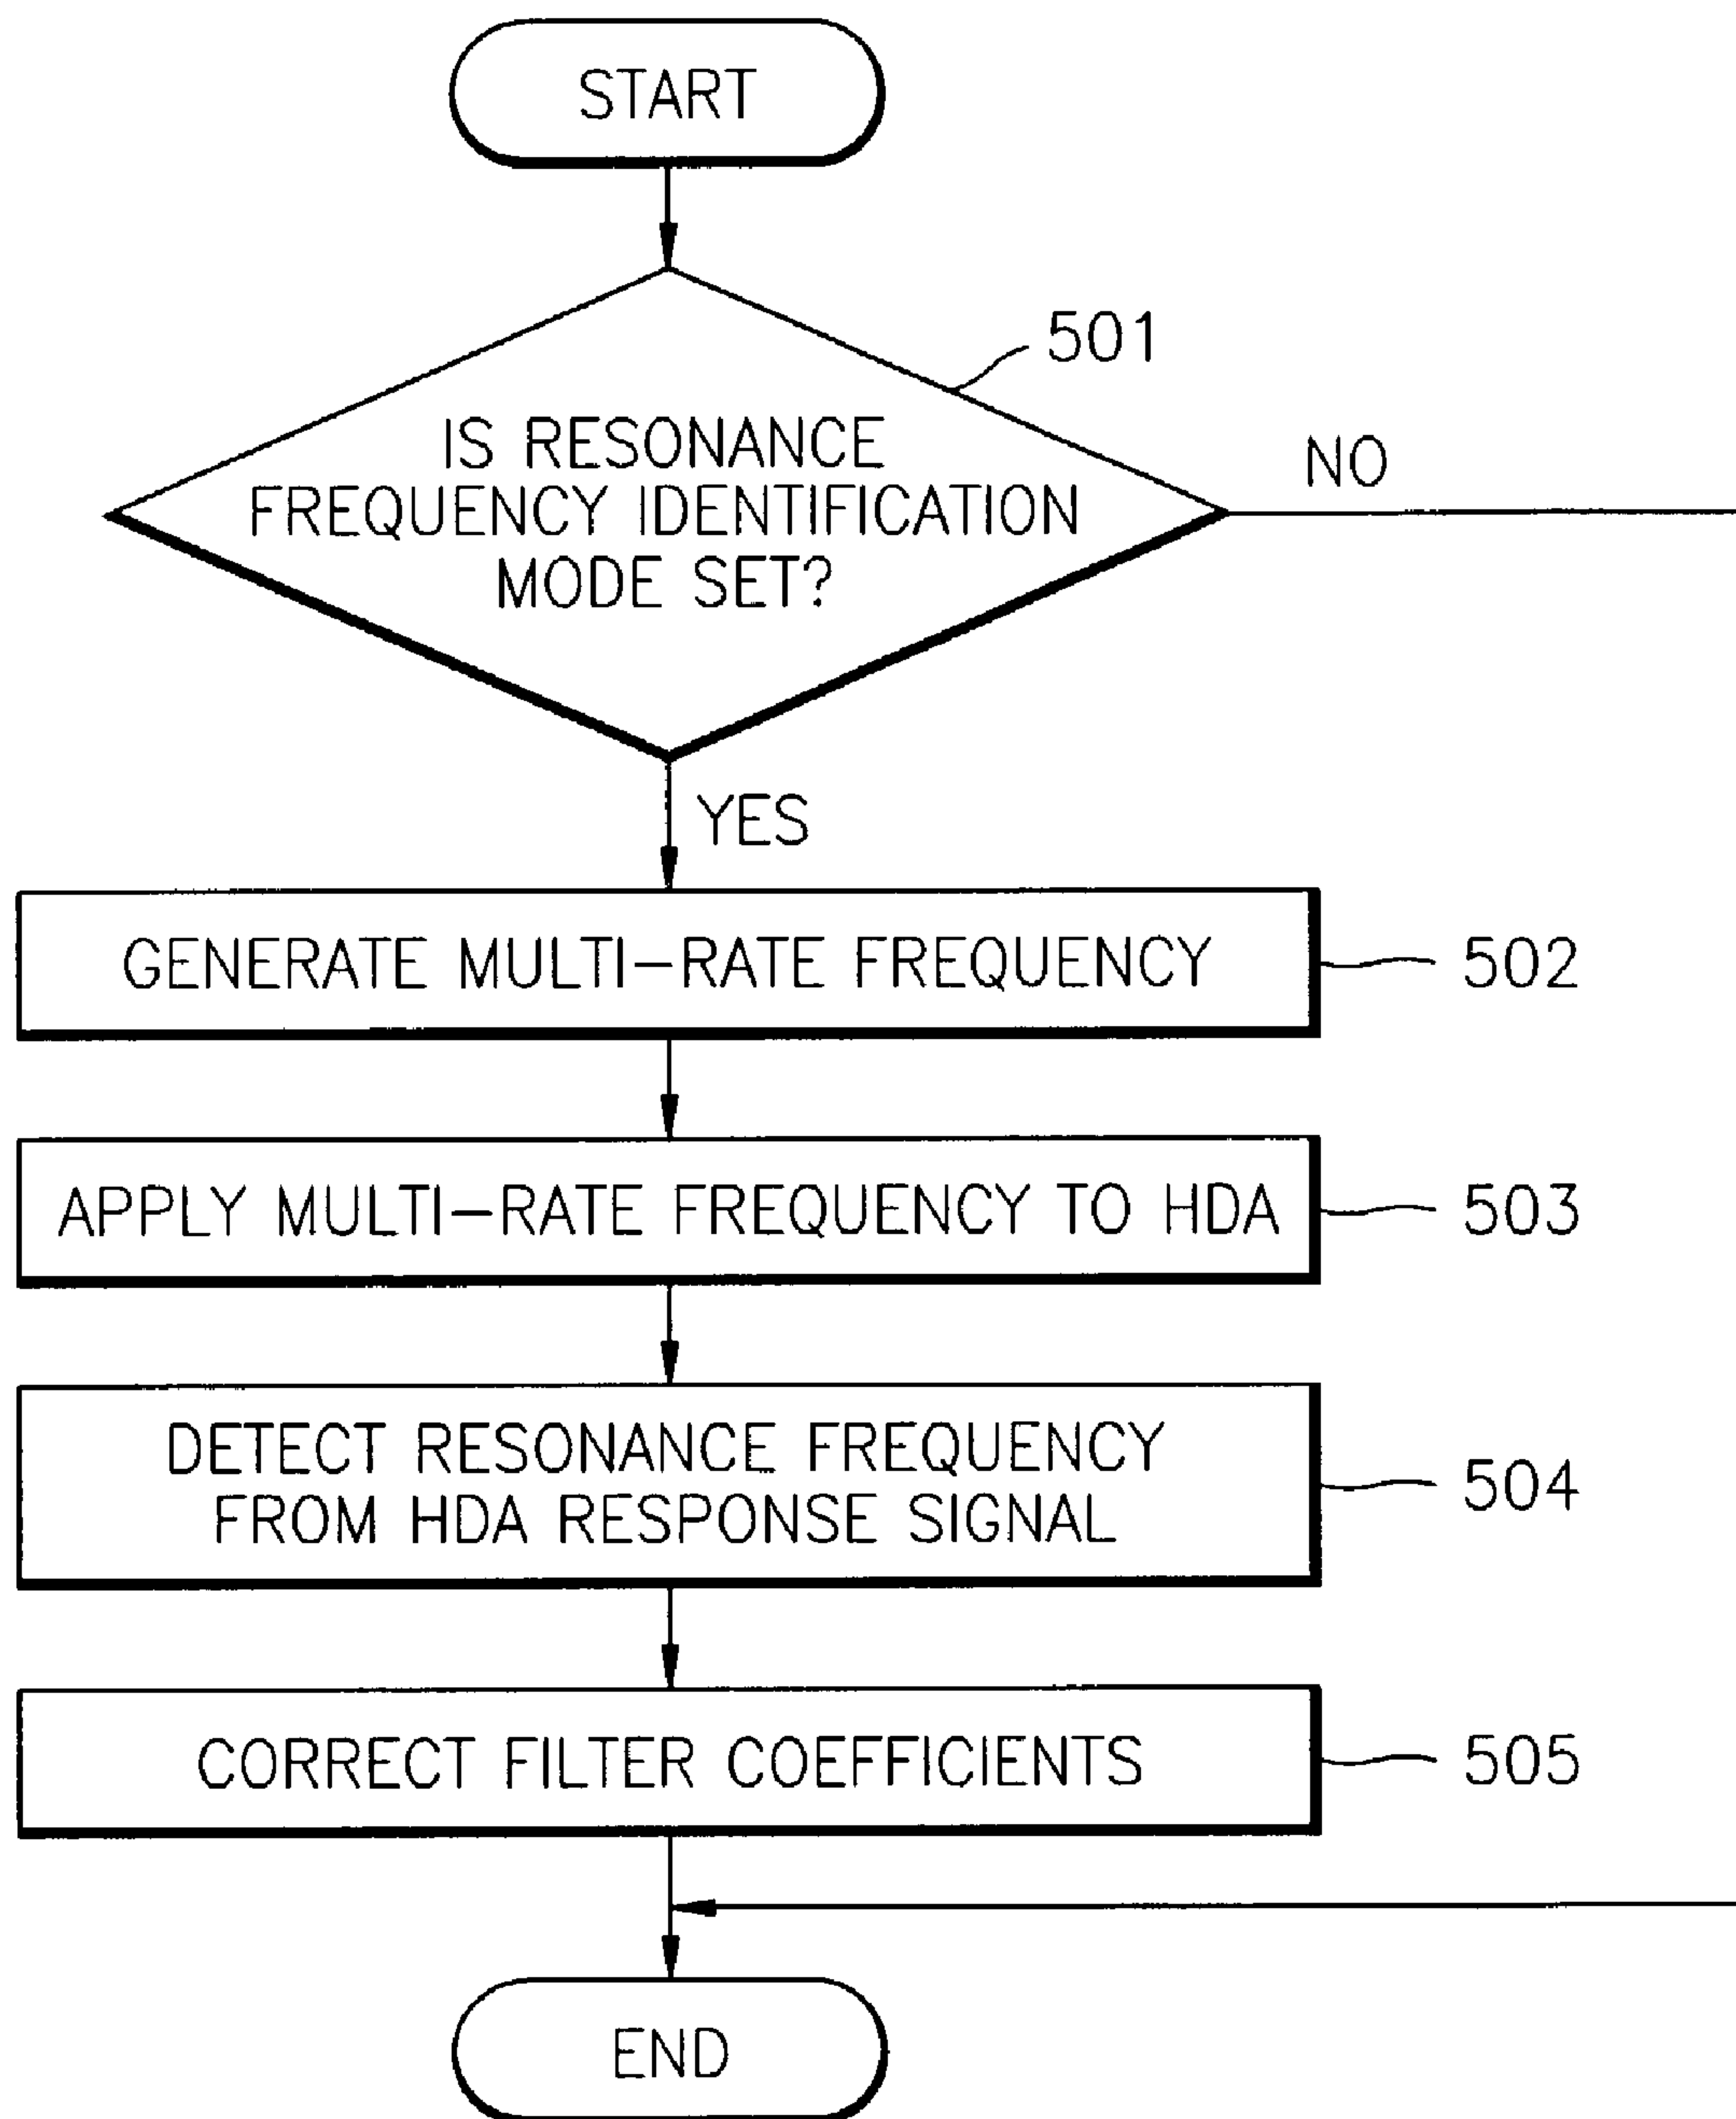 START
501
IS RESONANCE
FREQUENCY IDENTIFICATION
MODE SET?
NO
YES
GENERATE MULTI-RATE FREQUENCY
502
APPLY MULTI-RATE FREQUENCY TO HDA
503
DETECT RESONANCE FREQUENCY
FROM HDA RESPONSE SIGNAL
504
CORRECT FILTER COEFFICIENTS
505
END